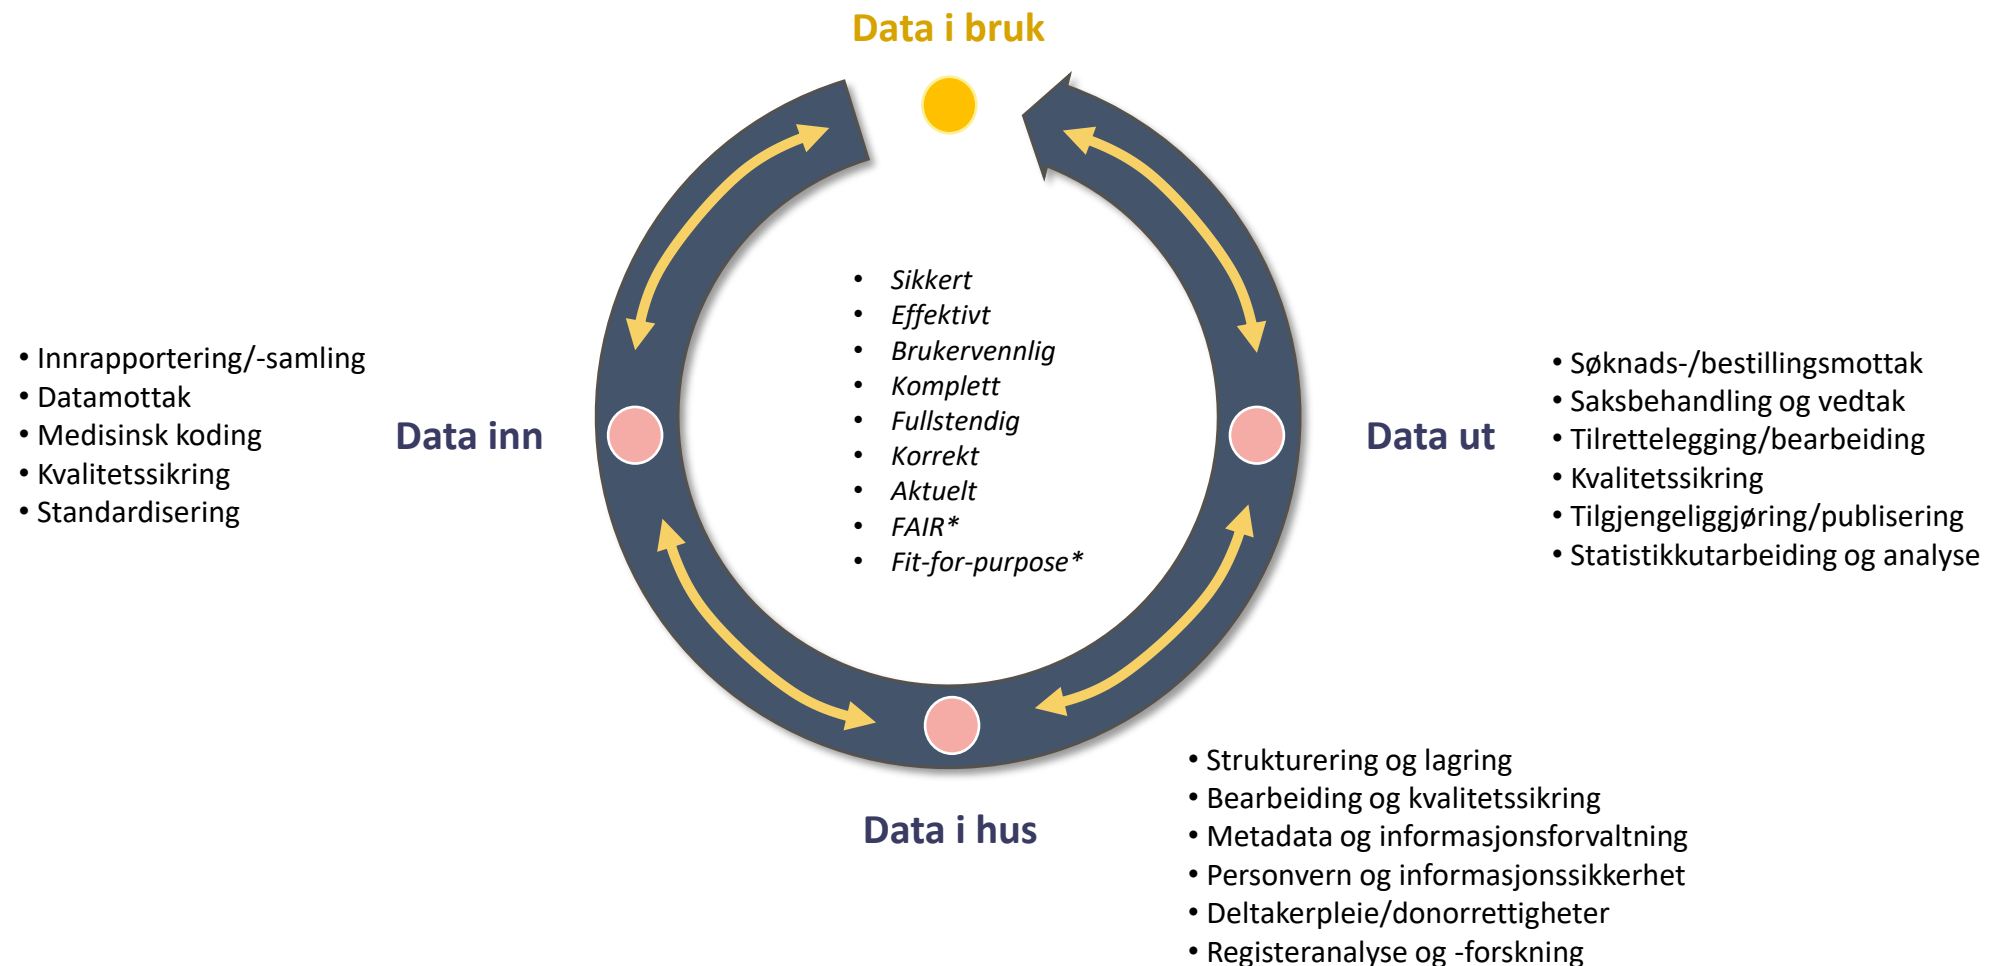 Data i bruk
• Sikkert
• Effektivt
• Brukervennlig
• Komplett
• Fullstendig
• Korrekt
• Aktuelt
• FAIR*
• Fit-for-purpose*
• Innrapportering/-samling
• Datamottak
• Medisinsk koding
• Kvalitetssikring
• Standardisering
Data inn
Data ut
• Søknads-/bestillingsmottak
• Saksbehandling og vedtak
• Tilrettelegging/bearbeiding
• Kvalitetssikring
• Tilgjengeliggjøring/publisering
• Statistikkutarbeiding og analyse
Data i hus
• Strukturering og lagring
• Bearbeiding og kvalitetssikring
• Metadata og informasjonsforvaltning
• Personvern og informasjonssikkerhet
• Deltakerpleie/donorrettigheter
• Registeranalyse og -forskning